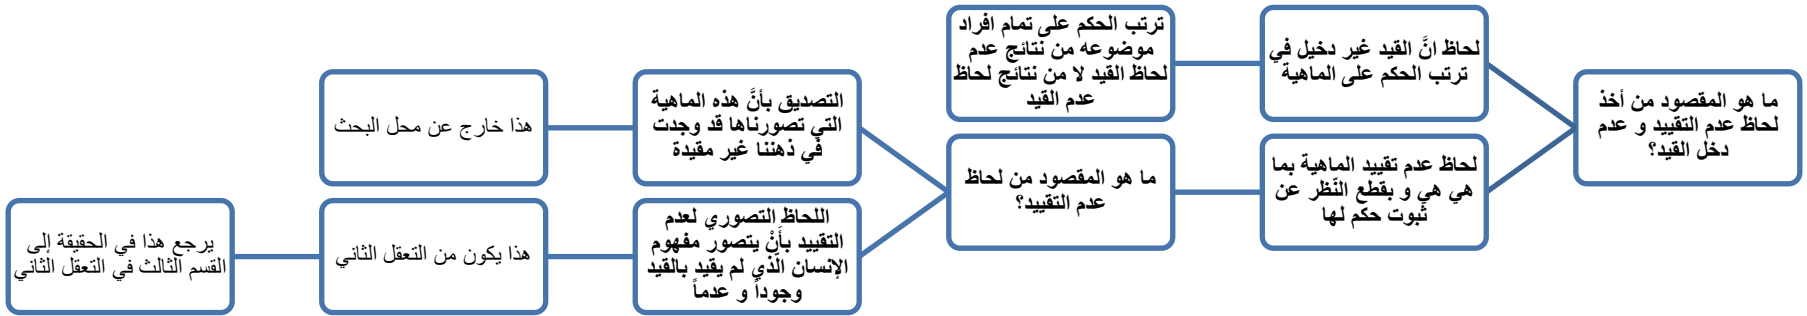 ما هو المقصود من أخذ
لحاظ عدم التقييد و عدم
دخل القيد؟
لحاظ انَّ القيد غير دخيل في
ترتب الحكم على الماهية
ترتب الحكم على تمام افراد
موضوعه من نتائج عدم
لحاظ القيد لا من نتائج لحاظ
عدم القيد
لحاظ عدم تقييد الماهية بما
هي هي و بقطع النّظر عن
ثبوت حكم لها
ما هو المقصود من لحاظ
عدم التقييد؟
التصديق بأنَّ هذه الماهية
التي تصورناها قد وجدت
في ذهننا غير مقيدة
هذا خارج عن محل البحث
اللحاظ التصوري لعدم
التقييد بأَنْ يتصور مفهوم
الإنسان الّذي لم يقيد بالقيد
وجوداً و عدماً
هذا يكون من التعقل الثاني
يرجع هذا في الحقيقة إلى
القسم الثالث في التعقل الثاني